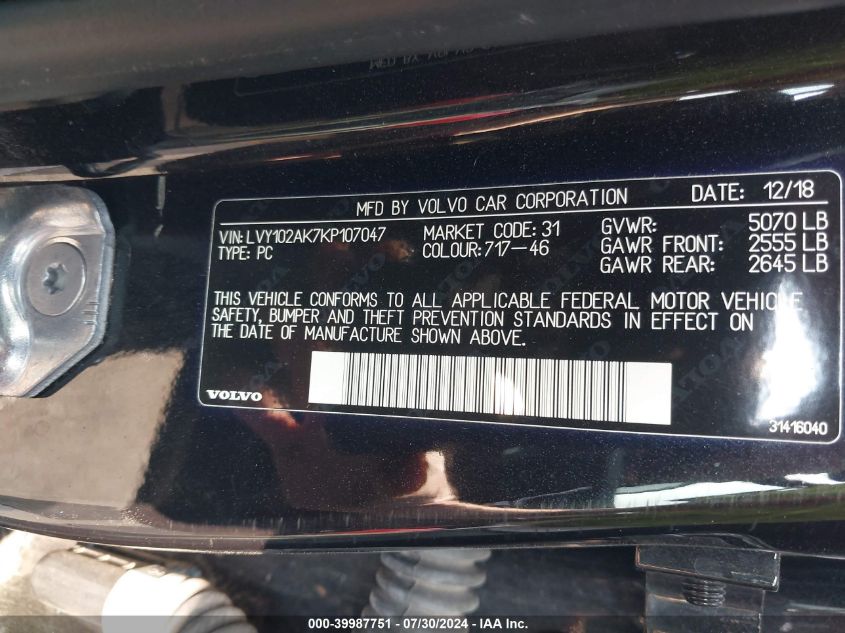 MFD BY VOLVO CAR CORPORATION DATE: 12/18
VIN: LVY102AK7KP107047 MARKET CODE: 31 GVWR: 5070 LB
TYPE: PC COLOUR: 717-46 GAWR FRONT: 2555 LB
GAWR REAR: 2645 LB
THIS VEHICLE CONFORMS TO ALL APPLICABLE FEDERAL MOTOR VEHICLE
SAFETY, BUMPER AND THEFT PREVENTION STANDARDS IN EFFECT ON
THE DATE OF MANUFACTURE SHOWN ABOVE.
VOLVO
31416040
000-39987751 — 07/30/2024 — IAA Inc.